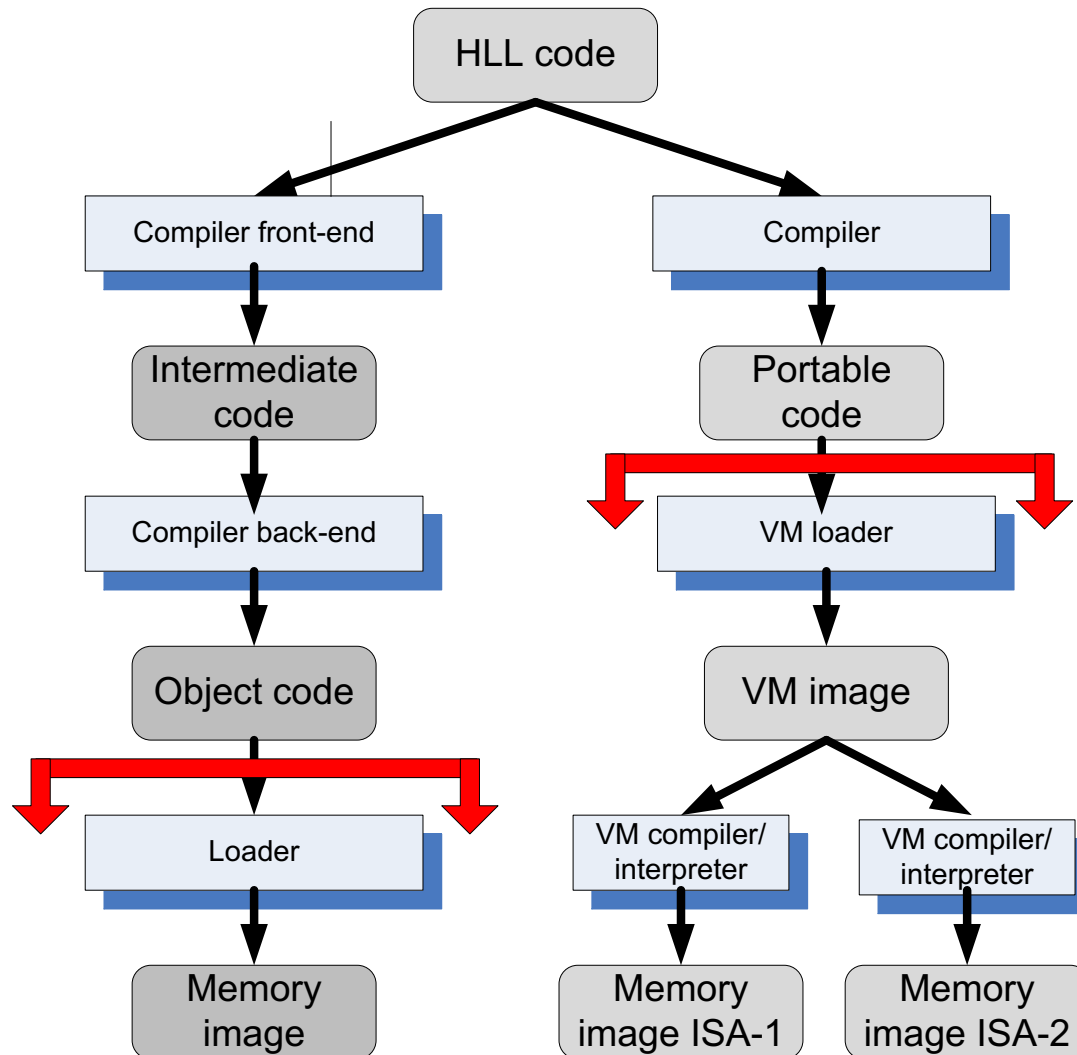 HLL code
Compiler front-end
Compiler
Intermediate
code
Portable
code
Compiler back-end
VM loader
Object code
VM image
Loader
VM compiler/
interpreter
VM compiler/
interpreter
Memory
image
Memory
image ISA-1
Memory
image ISA-2